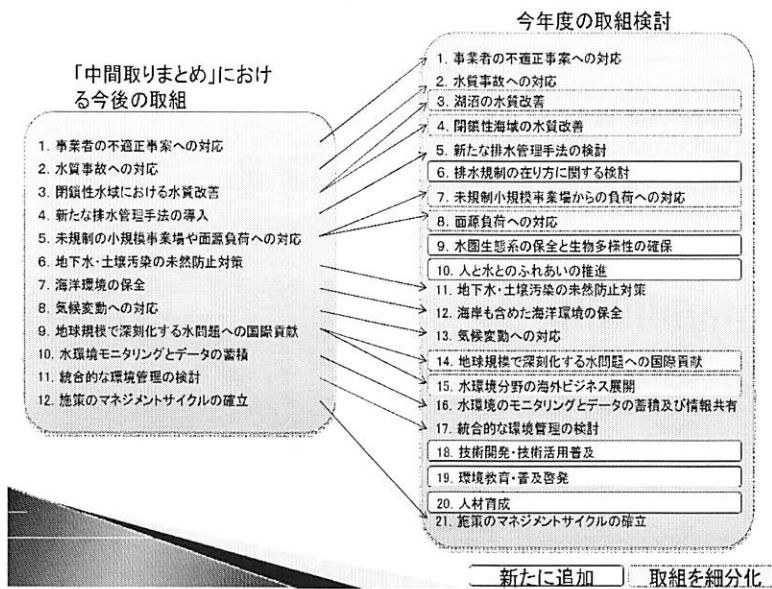 「中間取りまとめ」におけ
る今後の取組
1. 事業者の不適正事案への対応
2. 水質事故への対応
3. 閉鎖性水域における水質改善
4. 新たな排水管理手法の導入
5. 未規制の小規模事業場や面源負荷への対応
6. 地下水・土壌汚染の未然防止対策
7. 海洋環境の保全
8. 気候変動への対応
9. 地球規模で深刻化する水問題への国際貢献
10. 水環境モニタリングとデータの蓄積
11. 統合的な環境管理の検討
12. 施策のマネジメントサイクルの確立
今年度の取組検討
1. 事業者の不適正事案への対応
2. 水質事故への対応
3. 湖沼の水質改善
4. 閉鎖性海域の水質改善
5. 新たな排水管理手法の検討
6. 排水規制の在り方に関する検討
7. 未規制小規模事業場からの負荷への対応
8. 面源負荷への対応
9. 水圏生態系の保全と生物多様性の確保
10. 人と水とのふれあいの推進
11. 地下水・土壌汚染の未然防止対策
12. 海岸も含めた海洋環境の保全
13. 気候変動への対応
14. 地球規模で深刻化する水問題への国際貢献
15. 水環境分野の海外ビジネス展開
16. 水環境のモニタリングとデータの蓄積及び情報共有
17. 統合的な環境管理の検討
18. 技術開発・技術活用普及
19. 環境教育・普及啓発
20. 人材育成
21. 施策のマネジメントサイクルの確立
新たに追加
取組を細分化